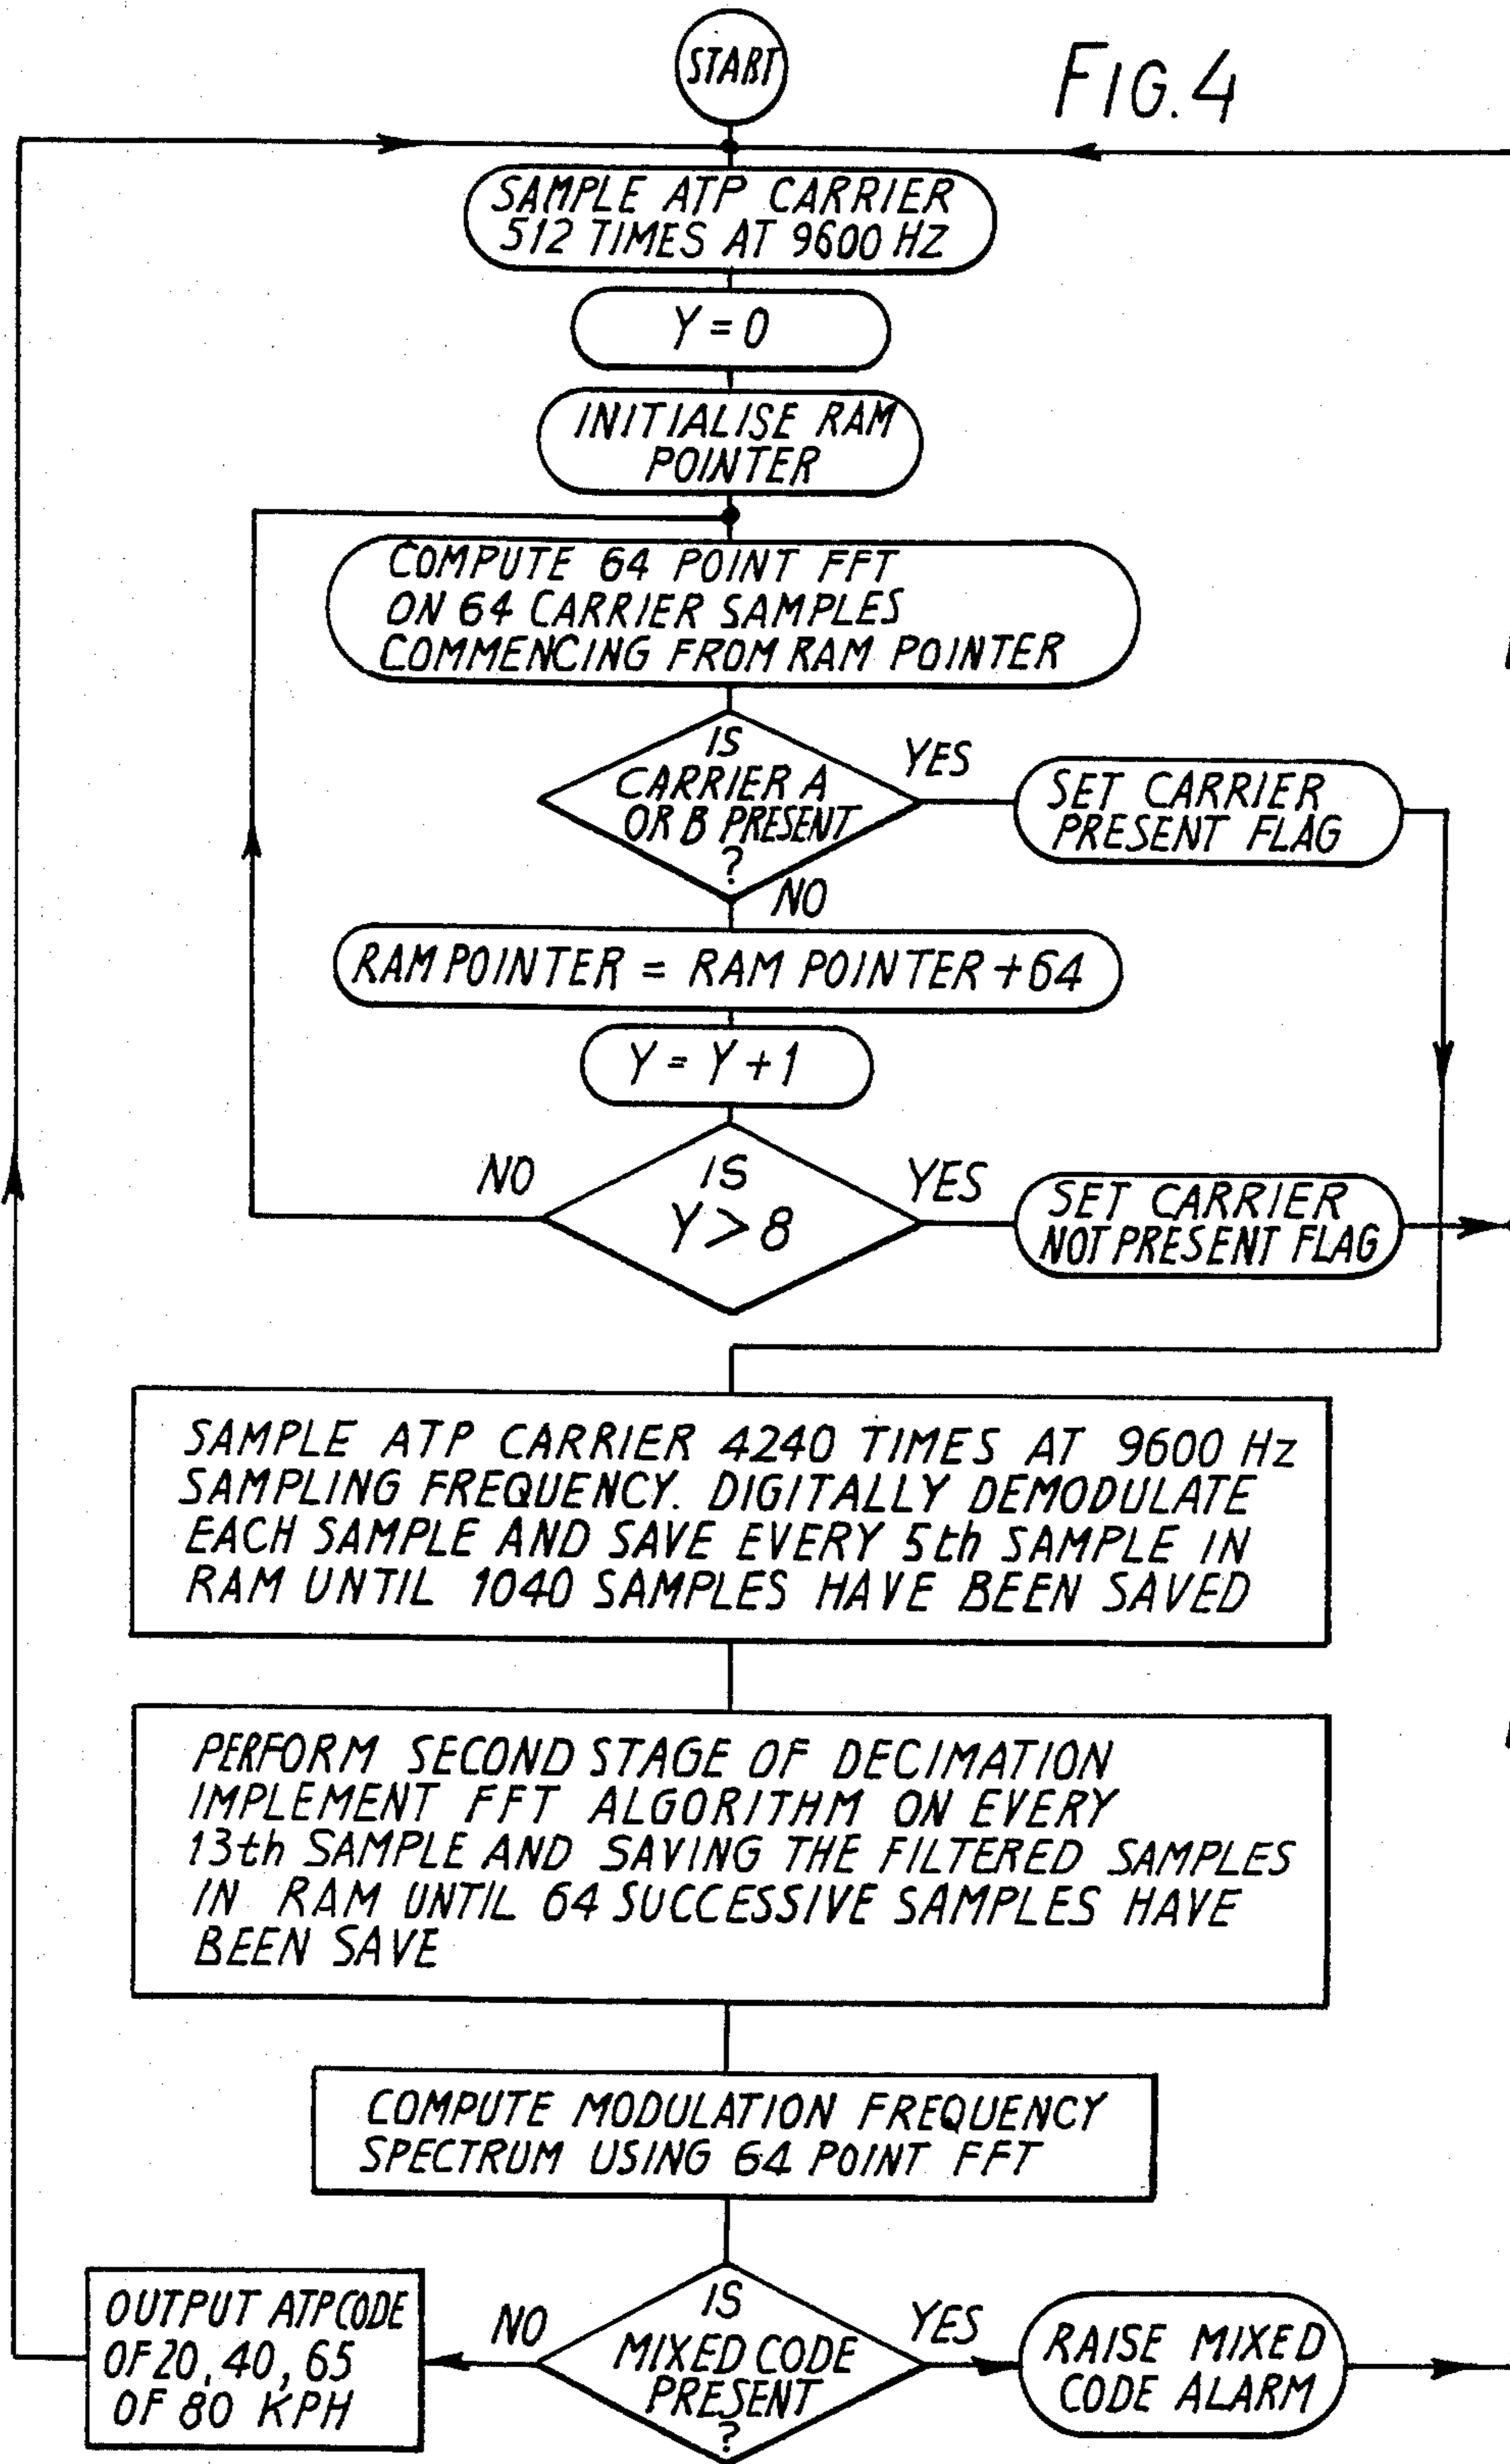 START
FIG.4
SAMPLE ATP CARRIER
512 TIMES AT 9600 HZ
Y=0
INITIALISE RAM
POINTER
COMPUTE 64 POINT FFT
ON 64 CARRIER SAMPLES
COMMENCING FROM RAM POINTER
IS
CARRIER A
OR B PRESENT
?
YES
SET CARRIER
PRESENT FLAG
NO
RAM POINTER = RAM POINTER+64
Y=Y+1
IS
Y>8
NO
YES
SET CARRIER
NOT PRESENT FLAG
SAMPLE ATP CARRIER 4240 TIMES AT 9600 Hz
SAMPLING FREQUENCY. DIGITALLY DEMODULATE
EACH SAMPLE AND SAVE EVERY 5th SAMPLE IN
RAM UNTIL 1040 SAMPLES HAVE BEEN SAVED
PERFORM SECOND STAGE OF DECIMATION
IMPLEMENT FFT ALGORITHM ON EVERY
13th SAMPLE AND SAVING THE FILTERED SAMPLES
IN RAM UNTIL 64 SUCCESSIVE SAMPLES HAVE
BEEN SAVE
COMPUTE MODULATION FREQUENCY
SPECTRUM USING 64 POINT FFT
IS
MIXED CODE
PRESENT
?
NO
OUTPUT ATP CODE
OF 20, 40, 65
OF 80 KPH
YES
RAISE MIXED
CODE ALARM